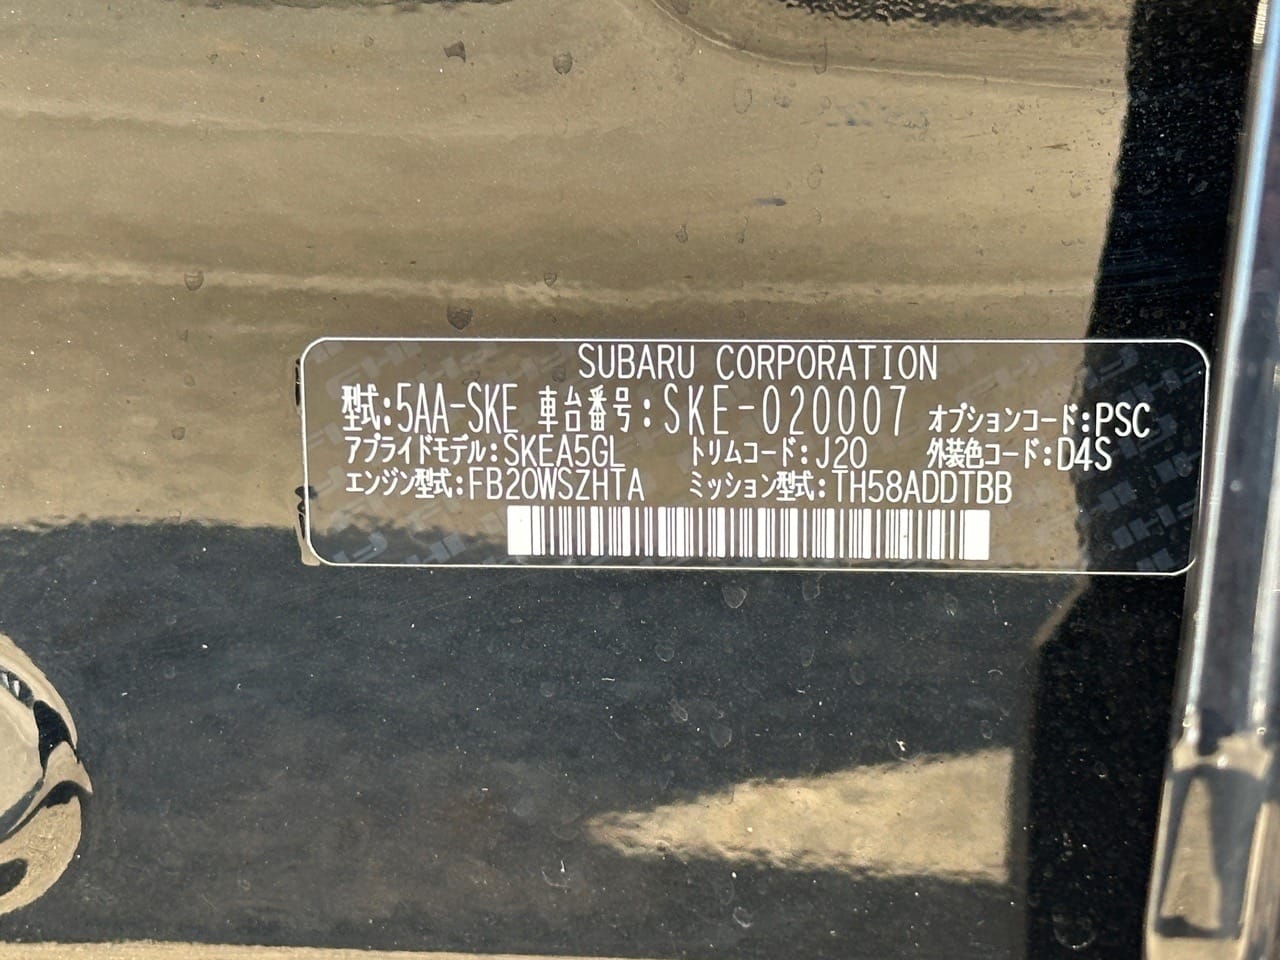 SUBARU CORPORATION
型式:5AA-SKE 車台番号:SKE-020007 オプションコード:PSC
アプライドモデル:SKEA5GL トリムコード:J20 外装色コード:D4S
エンジン型式:FB20WSZHTA ミッション型式:TH58ADDTBB